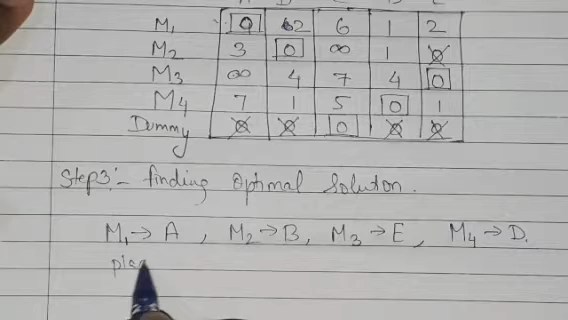 M₁ 0 2 6 1 2
M2 3 0 ∞ 1 0
M3 ∞ 4 7 4 0
M4 7 1 5 0 1
Dummy 0 0 0 0 0
Step3:- finding Optimal Solution.
M₁→A, M₂→B, M₃→E, M₄→D.